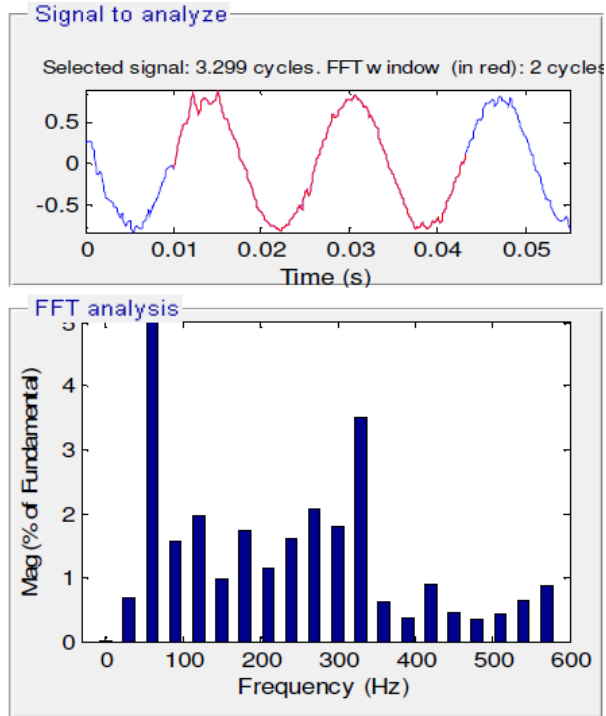 Signal to analyze
Selected signal: 3.299 cycles. FFT window (in red): 2 cycles
0.5
0
-0.5
0 0.01 0.02 0.03 0.04 0.05
Time (s)
FFT analysis
5
4
3
2
1
0
Mag (% of Fundamental)
0 100 200 300 400 500 600
Frequency (Hz)